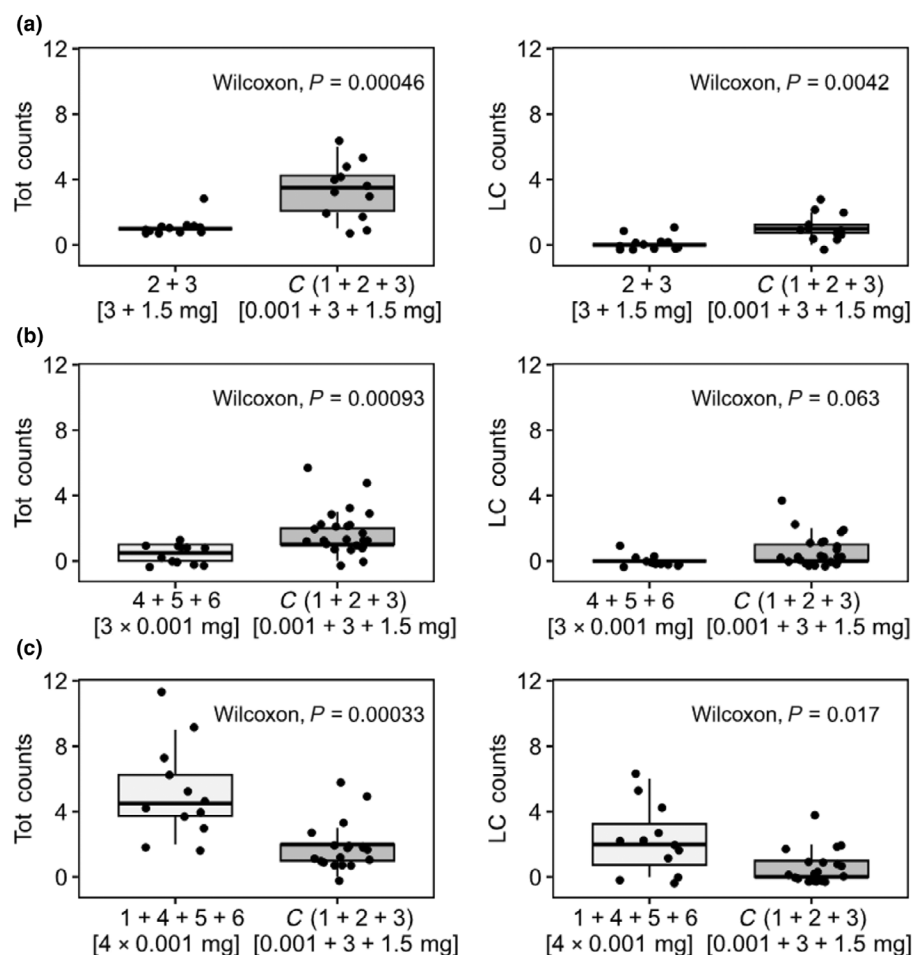 (a)
12
8
4
0
Tot counts
Wilcoxon, P = 0.00046
2 + 3
[3 + 1.5 mg]
C (1 + 2 + 3)
[0.001 + 3 + 1.5 mg]
12
8
4
0
LC counts
Wilcoxon, P = 0.0042
2 + 3
[3 + 1.5 mg]
C (1 + 2 + 3)
[0.001 + 3 + 1.5 mg]
(b)
12
8
4
0
Tot counts
Wilcoxon, P = 0.00093
4 + 5 + 6
[3 × 0.001 mg]
C (1 + 2 + 3)
[0.001 + 3 + 1.5 mg]
12
8
4
0
LC counts
Wilcoxon, P = 0.063
4 + 5 + 6
[3 × 0.001 mg]
C (1 + 2 + 3)
[0.001 + 3 + 1.5 mg]
(c)
12
8
4
0
Tot counts
Wilcoxon, P = 0.00033
1 + 4 + 5 + 6
[4 × 0.001 mg]
C (1 + 2 + 3)
[0.001 + 3 + 1.5 mg]
12
8
4
0
LC counts
Wilcoxon, P = 0.017
1 + 4 + 5 + 6
[4 × 0.001 mg]
C (1 + 2 + 3)
[0.001 + 3 + 1.5 mg]